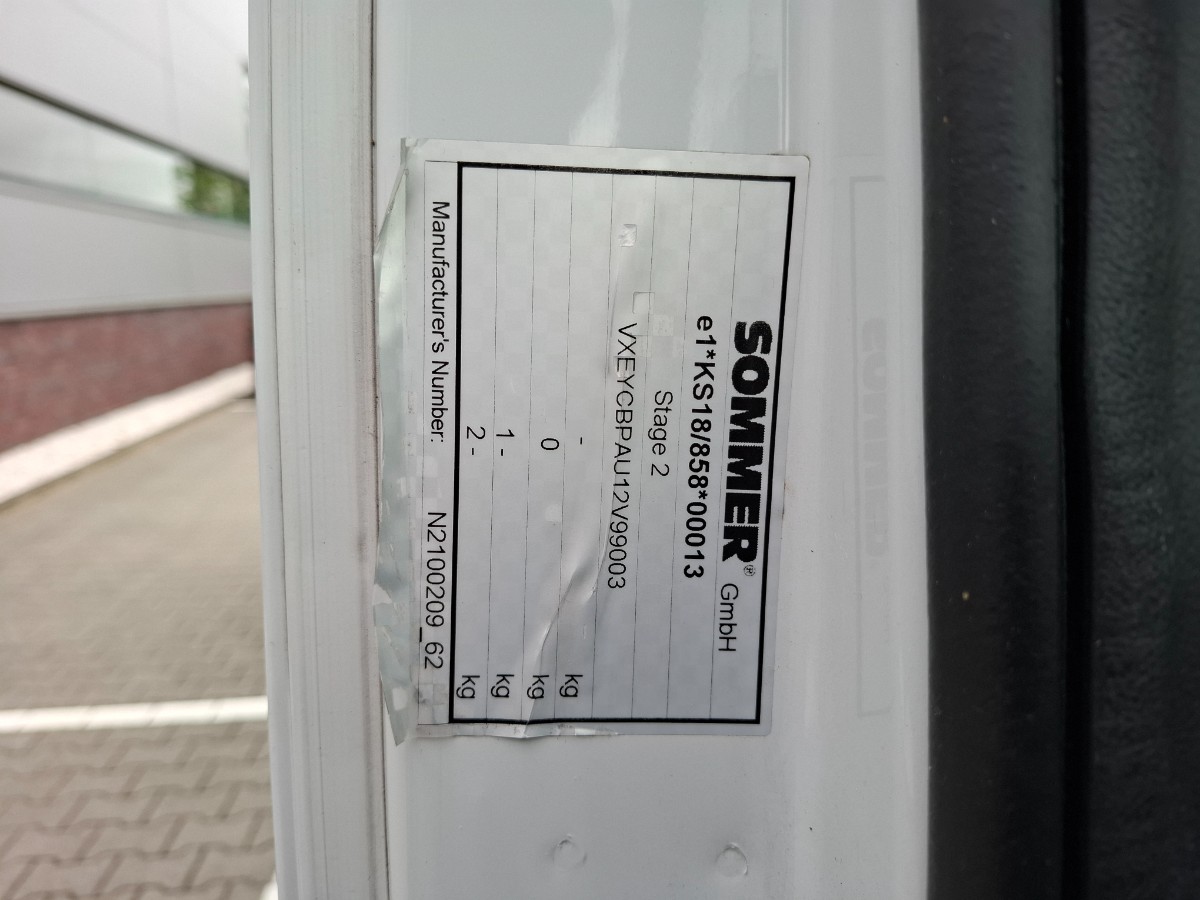 SOMMER® GmbH
e1*KS18/858*00013
Stage 2
VXEYCBPAU12V99003
- kg
0 kg
1 - kg
2 - kg
Manufacturer's Number: N2100209_62